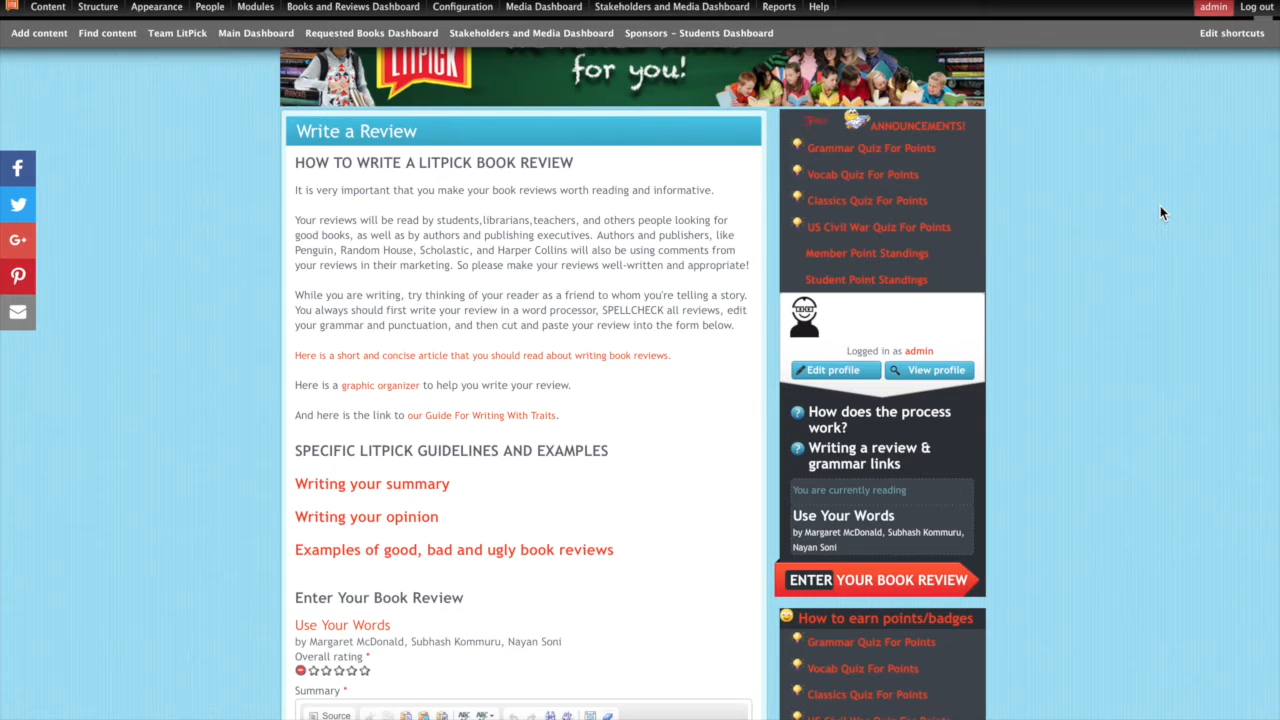 Content Structure Appearance People Modules Books and Reviews Dashboard Configuration Media Dashboard Stakeholders and Media Dashboard Reports Help admin Log out
Add content Find content Team LitPick Main Dashboard Requested Books Dashboard Stakeholders and Media Dashboard Sponsors – Students Dashboard Edit shortcuts
LITPICK
for you!
Write a Review
HOW TO WRITE A LITPICK BOOK REVIEW
It is very important that you make your book reviews worth reading and informative.
Your reviews will be read by students,librarians,teachers, and others people looking for
good books, as well as by authors and publishing executives. Authors and publishers, like
Penguin, Random House, Scholastic, and Harper Collins will also be using comments from
your reviews in their marketing. So please make your reviews well-written and appropriate!
While you are writing, try thinking of your reader as a friend to whom you're telling a story.
You always should first write your review in a word processor, SPELLCHECK all reviews, edit
your grammar and punctuation, and then cut and paste your review into the form below.
Here is a short and concise article that you should read about writing book reviews.
Here is a graphic organizer to help you write your review.
And here is the link to our Guide For Writing With Traits.
SPECIFIC LITPICK GUIDELINES AND EXAMPLES
Writing your summary
Writing your opinion
Examples of good, bad and ugly book reviews
Enter Your Book Review
Use Your Words
by Margaret McDonald, Subhash Kommuru, Nayan Soni
Overall rating *
Summary *
Source
ANNOUNCEMENTS!
Grammar Quiz For Points
Vocab Quiz For Points
Classics Quiz For Points
US Civil War Quiz For Points
Member Point Standings
Student Point Standings
Logged in as admin
Edit profile View profile
How does the process
work?
Writing a review &
grammar links
You are currently reading
Use Your Words
by Margaret McDonald, Subhash Kommuru,
Nayan Soni
ENTER YOUR BOOK REVIEW
How to earn points/badges
Grammar Quiz For Points
Vocab Quiz For Points
Classics Quiz For Points
US Civil War Quiz For Points